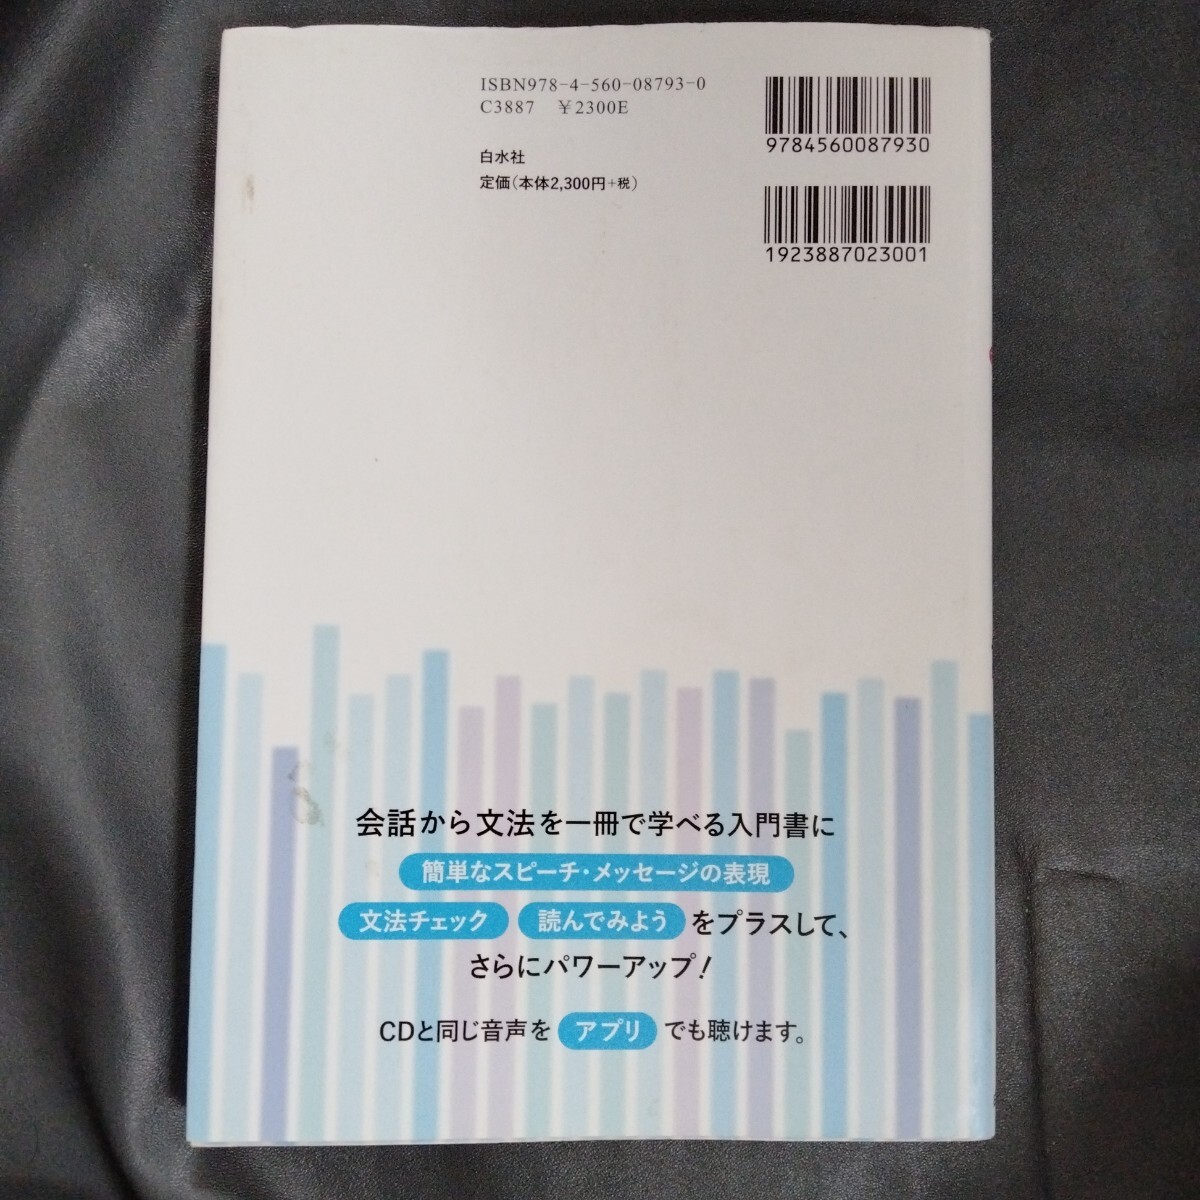 ISBN978-4-560-08793-0
C3887 ¥2300E
白水社
定価(本体2,300円+税)
9784560087930
1923887023001
会話から文法を一冊で学べる入門書に
簡単なスピーチ・メッセージの表現
文法チェック 読んでみよう をプラスして、
さらにパワーアップ!
CDと同じ音声を アプリ でも聴けます。